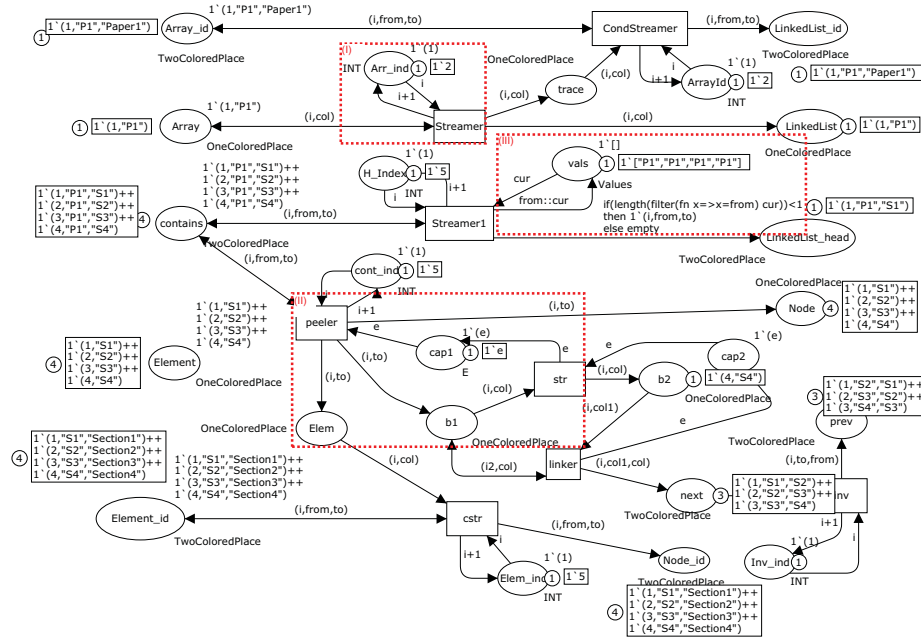 1`(1,"P1","Paper1")
1
1`(1,"P1","Paper1")
Array_id
TwoColoredPlace
(i,from,to)
CondStreamer
(i,from,to)
LinkedList_id
TwoColoredPlace
1
1`(1,"P1","Paper1")
(I)
1`(1)
INT
Arr_ind
1
1`2
i
i+1
OneColoredPlace
trace
(i,col)
(i,col)
i
i+1
1`(1)
ArrayId
1
1`2
INT
1
1`(1,"P1")
1`(1,"P1")
Array
OneColoredPlace
(i,col)
Streamer
(i,col)
LinkedList
1
1`(1,"P1")
OneColoredPlace
(III)
1`[]
vals
1
1`["P1","P1","P1","P1"]
Values
cur
from::cur
if(length(filter(fn x=>x=from) cur))<1
then 1`(i,from,to)
else empty
1
1`(1,"P1","S1")
LinkedList_head
TwoColoredPlace
1`(1)
H_Index
1
1`5
INT
i
i+1
Streamer1
1`(1,"P1","S1")++
1`(2,"P1","S2")++
1`(3,"P1","S3")++
1`(4,"P1","S4")
1`(1,"P1","S1")++
1`(2,"P1","S2")++
1`(3,"P1","S3")++
1`(4,"P1","S4")
4
contains
(i,from,to)
TwoColoredPlace
(i,from,to)
1`(1)
cont_ind
1
1`5
INT
i
i+1
(II)
peeler
e
(i,to)
OneColoredPlace
Node
4
1`(1,"S1")++
1`(2,"S2")++
1`(3,"S3")++
1`(4,"S4")
1`(1,"S1")++
1`(2,"S2")++
1`(3,"S3")++
1`(4,"S4")
4
1`(1,"S1")++
1`(2,"S2")++
1`(3,"S3")++
1`(4,"S4")
Element
OneColoredPlace
(i,to)
(i,to)
1`(e)
cap1
1
1`e
E
e
str
(i,col)
(i,col)
e
1`(e)
cap2
b2
1
1`(4,"S4")
OneColoredPlace
(i,col1)
e
Elem
OneColoredPlace
b1
OneColoredPlace
(i2,col)
linker
(i,col1,col)
3
1`(1,"S2","S1")++
1`(2,"S3","S2")++
1`(3,"S4","S3")
prev
TwoColoredPlace
(i,to,from)
4
1`(1,"S1","Section1")++
1`(2,"S2","Section2")++
1`(3,"S3","Section3")++
1`(4,"S4","Section4")
1`(1,"S1","Section1")++
1`(2,"S2","Section2")++
1`(3,"S3","Section3")++
1`(4,"S4","Section4")
(i,col)
next
3
1`(1,"S1","S2")++
1`(2,"S2","S3")++
1`(3,"S3","S4")
TwoColoredPlace
i+1
i
1`(1)
Inv_ind
1
INT
Element_id
TwoColoredPlace
(i,from,to)
cstr
(i,from,to)
i
i+1
1`(1)
Elem_ind
1
1`5
INT
Node_id
TwoColoredPlace
4
1`(1,"S1","Section1")++
1`(2,"S2","Section2")++
1`(3,"S3","Section3")++
1`(4,"S4","Section4")